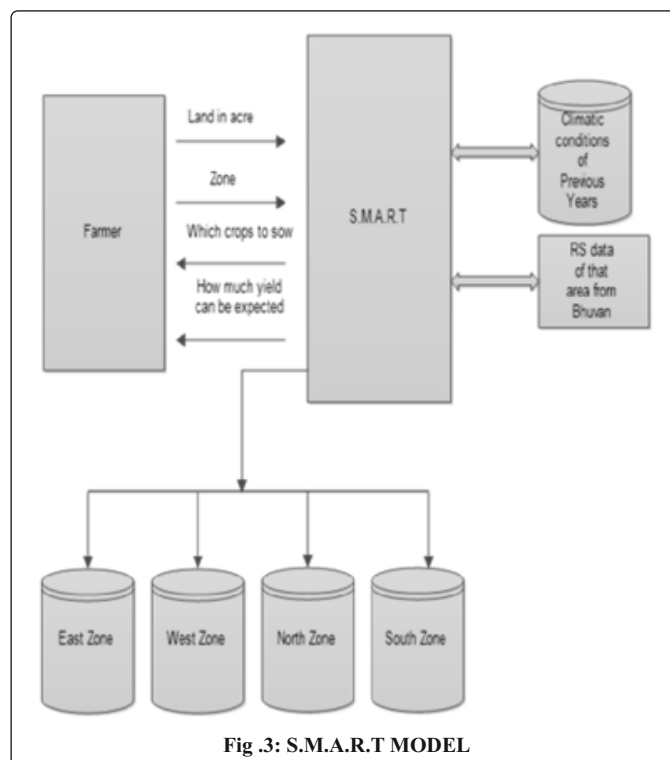 Land in acre
Zone
Which crops to sow
How much yield
can be expected
Farmer
S.M.A.R.T
Climatic
conditions
of
Previous
Years
RS data
of that
area from
Bhuvan
East Zone
West Zone
North Zone
South Zone
Fig .3: S.M.A.R.T MODEL